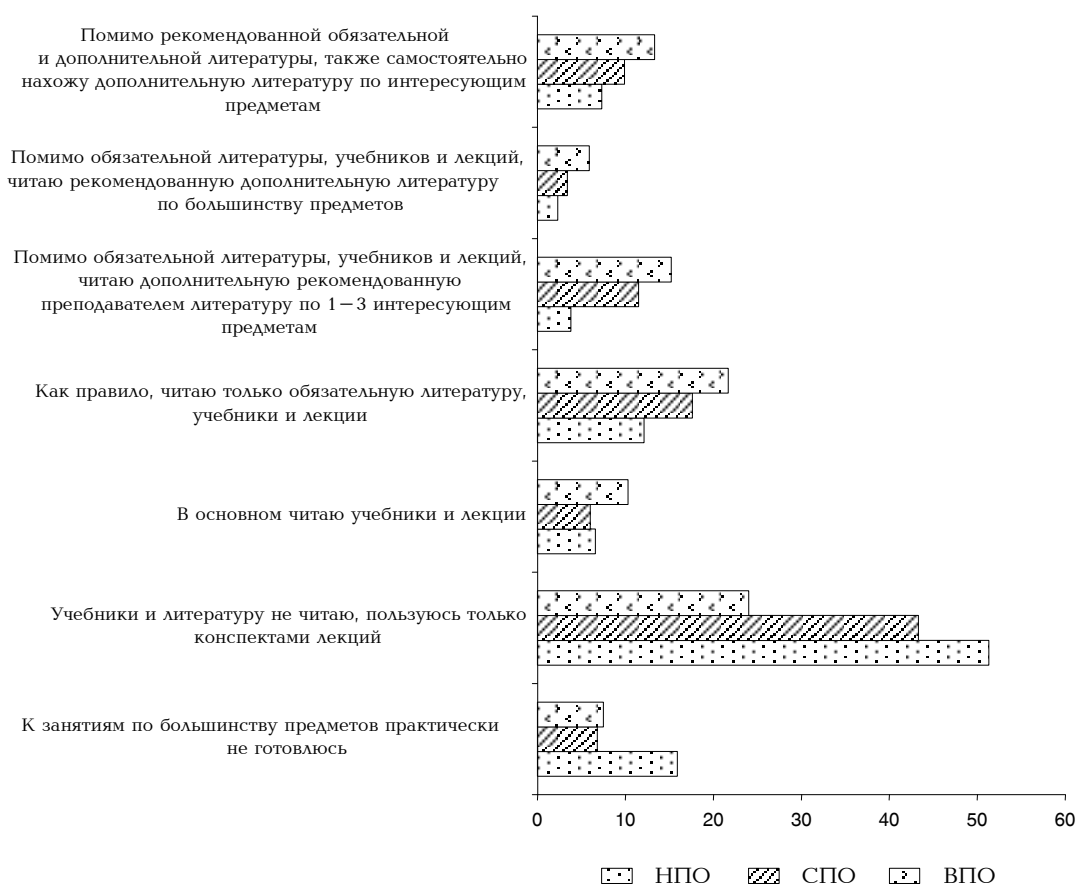 Помимо рекомендованной обязательной
и дополнительной литературы, также самостоятельно
нахожу дополнительную литературу по интересующим
предметам
Помимо обязательной литературы, учебников и лекций,
читаю рекомендованную дополнительную литературу
по большинству предметов
Помимо обязательной литературы, учебников и лекций,
читаю дополнительную рекомендованную
преподавателем литературу по 1−3 интересующим
предметам
Как правило, читаю только обязательную литературу,
учебники и лекции
В основном читаю учебники и лекции
Учебники и литературу не читаю, пользуюсь только
конспектами лекций
К занятиям по большинству предметов практически
не готовлюсь
0 10 20 30 40 50 60
НПО СПО ВПО